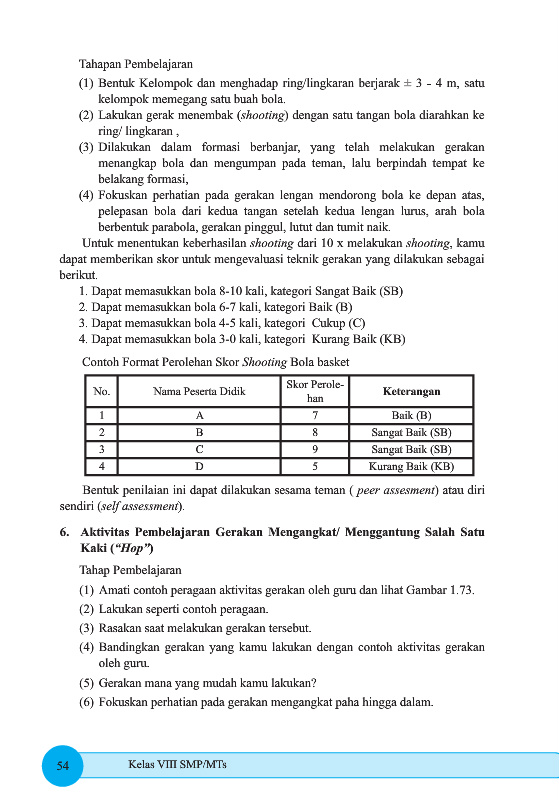 Tahapan Pembelajaran
(1) Bentuk Kelompok dan menghadap ring/lingkaran berjarak ± 3 - 4 m, satu
kelompok memegang satu buah bola.
(2) Lakukan gerak menembak (shooting) dengan satu tangan bola diarahkan ke
ring/ lingkaran ,
(3) Dilakukan dalam formasi berbanjar, yang telah melakukan gerakan
menangkap bola dan mengumpan pada teman, lalu berpindah tempat ke
belakang formasi,
(4) Fokuskan perhatian pada gerakan lengan mendorong bola ke depan atas,
pelepasan bola dari kedua tangan setelah kedua lengan lurus, arah bola
berbentuk parabola, gerakan pinggul, lutut dan tumit naik.
Untuk menentukan keberhasilan shooting dari 10 x melakukan shooting, kamu
dapat memberikan skor untuk mengevaluasi teknik gerakan yang dilakukan sebagai
berikut.
1. Dapat memasukkan bola 8-10 kali, kategori Sangat Baik (SB)
2. Dapat memasukkan bola 6-7 kali, kategori Baik (B)
3. Dapat memasukkan bola 4-5 kali, kategori Cukup (C)
4. Dapat memasukkan bola 3-0 kali, kategori Kurang Baik (KB)
Contoh Format Perolehan Skor Shooting Bola basket
No. Nama Peserta Didik Skor Perole-
han Keterangan
1 A 7 Baik (B)
2 B 8 Sangat Baik (SB)
3 C 9 Sangat Baik (SB)
4 D 5 Kurang Baik (KB)
Bentuk penilaian ini dapat dilakukan sesama teman ( peer assesment) atau diri
sendiri (self assessment).
6. Aktivitas Pembelajaran Gerakan Mengangkat/ Menggantung Salah Satu
Kaki (“Hop”)
Tahap Pembelajaran
(1) Amati contoh peragaan aktivitas gerakan oleh guru dan lihat Gambar 1.73.
(2) Lakukan seperti contoh peragaan.
(3) Rasakan saat melakukan gerakan tersebut.
(4) Bandingkan gerakan yang kamu lakukan dengan contoh aktivitas gerakan
oleh guru.
(5) Gerakan mana yang mudah kamu lakukan?
(6) Fokuskan perhatian pada gerakan mengangkat paha hingga dalam.
54 Kelas VIII SMP/MTs